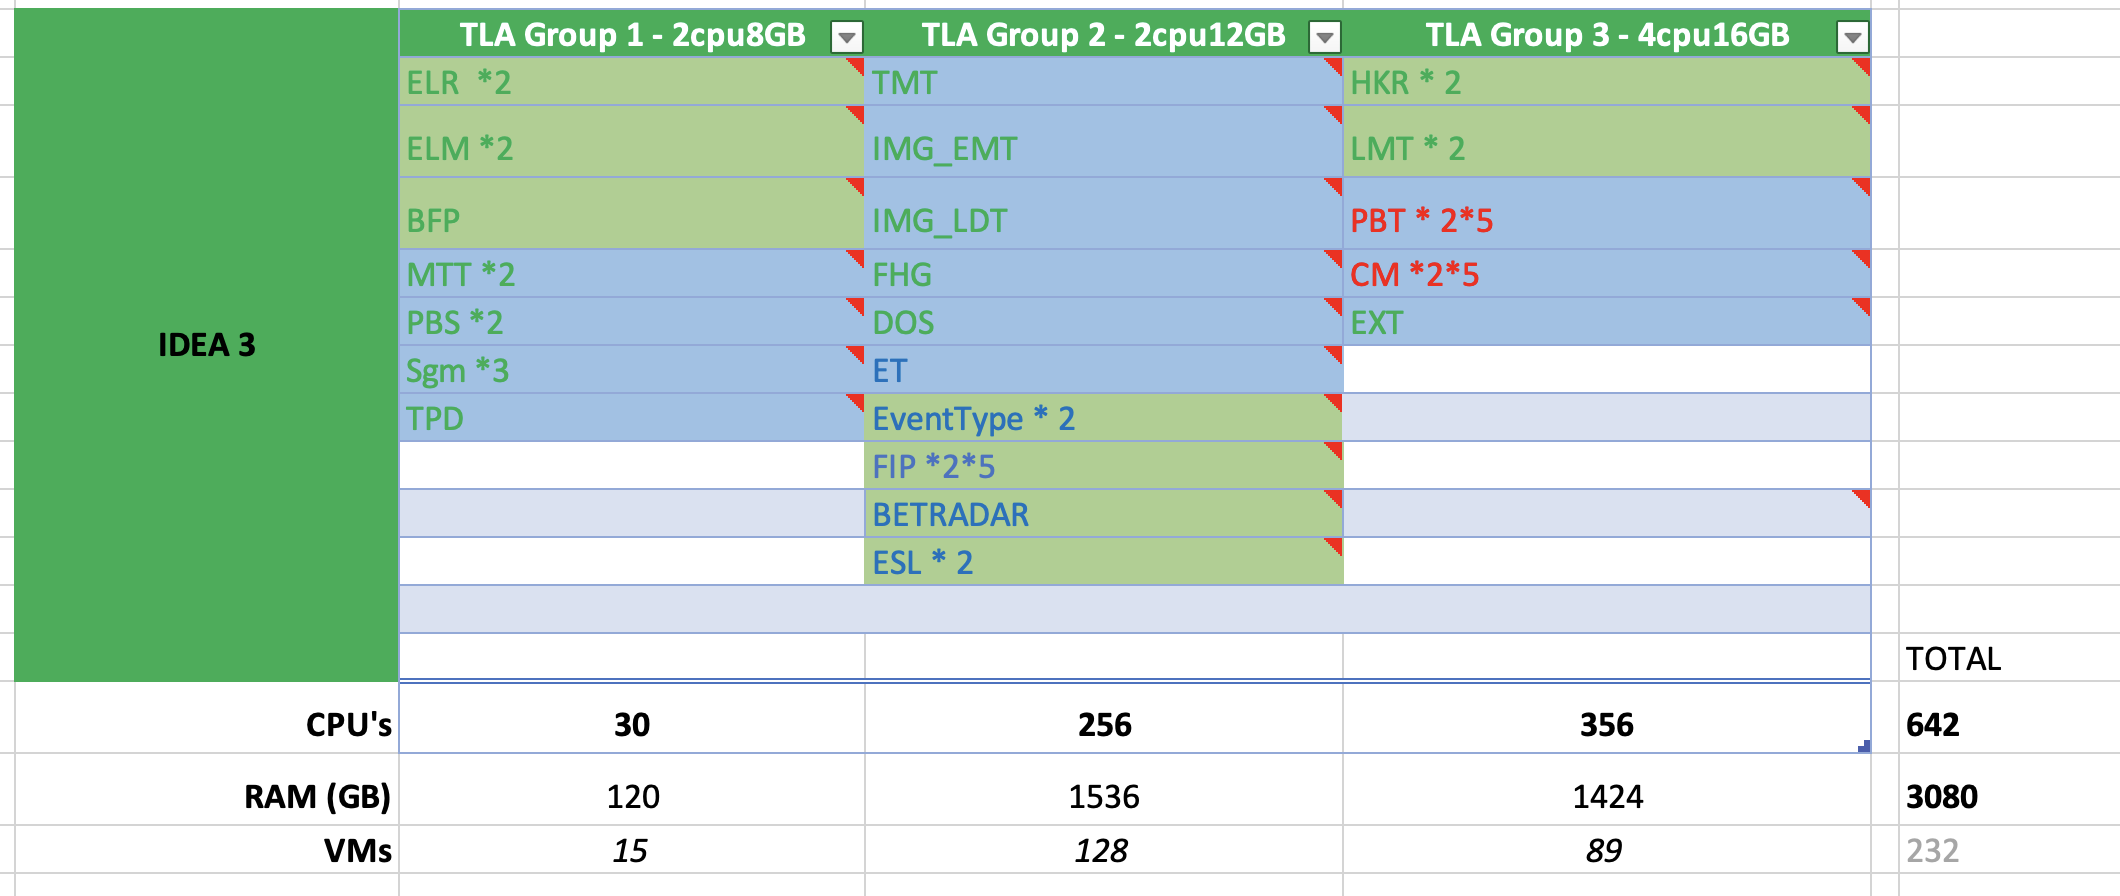 TLA Group 1 - 2cpu8GB TLA Group 2 - 2cpu12GB TLA Group 3 - 4cpu16GB
ELR  *2 TMT HKR * 2
ELM *2 IMG_EMT LMT * 2
BFP IMG_LDT PBT * 2*5
MTT *2 FHG CM *2*5
PBS *2 DOS EXT
IDEA 3
Sgm *3 ET
TPD EventType * 2
FIP *2*5
BETRADAR
ESL * 2
TOTAL
CPU's 30 256 356 642
RAM (GB) 120 1536 1424 3080
VMs 15 128 89 232